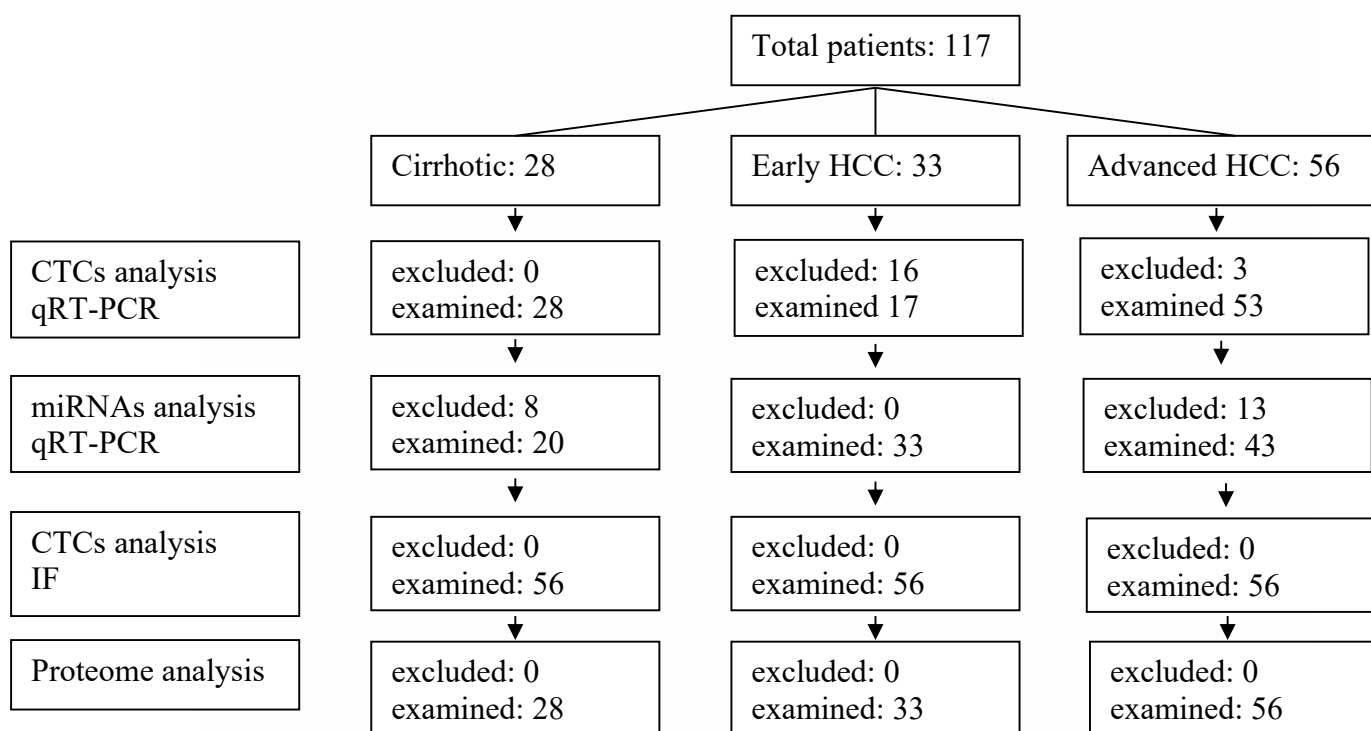 Total patients: 117
Cirrhotic: 28
Early HCC: 33
Advanced HCC: 56
CTCs analysis
qRT-PCR
excluded: 0
examined: 28
excluded: 16
examined 17
excluded: 3
examined 53
miRNAs analysis
qRT-PCR
excluded: 8
examined: 20
excluded: 0
examined: 33
excluded: 13
examined: 43
CTCs analysis
IF
excluded: 0
examined: 56
excluded: 0
examined: 56
excluded: 0
examined: 56
Proteome analysis
excluded: 0
examined: 28
excluded: 0
examined: 33
excluded: 0
examined: 56